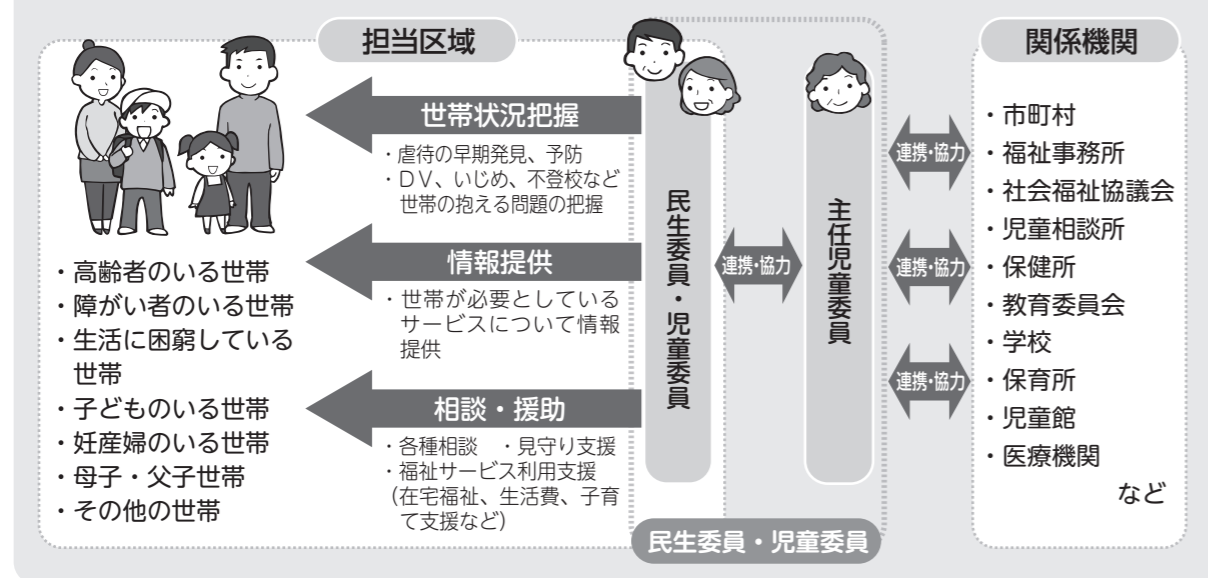 担当区域
・高齢者のいる世帯
・障がい者のいる世帯
・生活に困窮している
世帯
・子どものいる世帯
・妊産婦のいる世帯
・母子・父子世帯
・その他の世帯
世帯状況把握
・虐待の早期発見、予防
・ＤＶ、いじめ、不登校など
世帯の抱える問題の把握
情報提供
・世帯が必要としている
サービスについて情報
提供
相談・援助
・各種相談　・見守り支援
・福祉サービス利用支援
(在宅福祉、生活費、子育
て支援など)
民生委員・児童委員
連携・協力
主任児童委員
民生委員・児童委員
連携・協力
連携・協力
連携・協力
関係機関
・市町村
・福祉事務所
・社会福祉協議会
・児童相談所
・保健所
・教育委員会
・学校
・保育所
・児童館
・医療機関
など